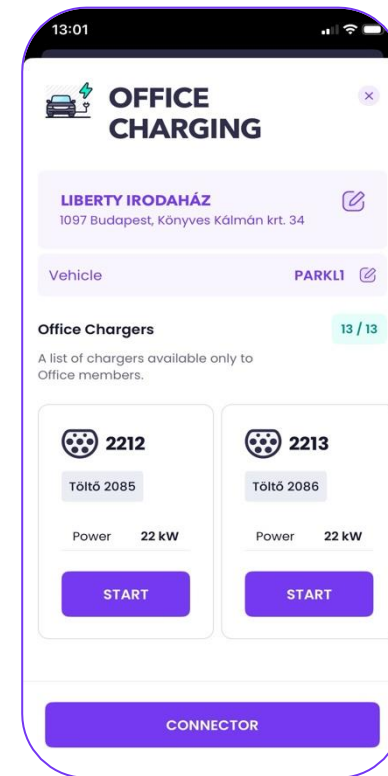 13:01
OFFICE
CHARGING
LIBERTY IRODAHÁZ
1097 Budapest, Könyves Kálmán krt. 34
Vehicle PARKL1
Office Chargers 13 / 13
A list of chargers available only to
Office members.
2212 2213
Töltő 2085 Töltő 2086
Power 22 kW Power 22 kW
START START
CONNECTOR